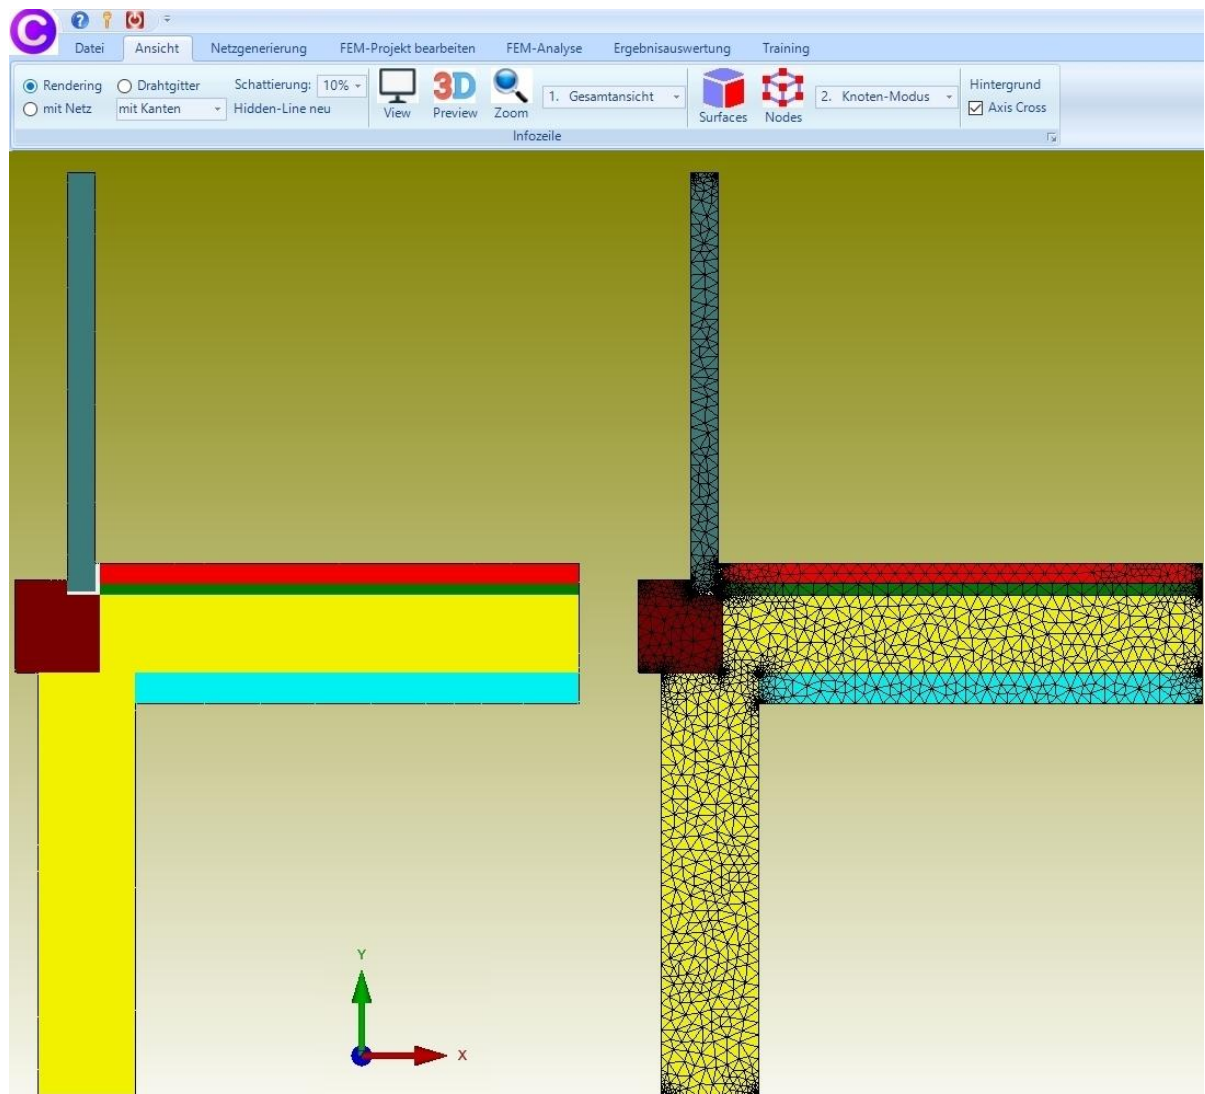 C
Datei Ansicht Netzgenerierung FEM-Projekt bearbeiten FEM-Analyse Ergebnisauswertung Training
Rendering Drahtgitter Schattierung: 10%
mit Netz mit Kanten Hidden-Line neu
View
3D
Preview
Zoom
1. Gesamtansicht
Surfaces
Nodes
2. Knoten-Modus
Hintergrund
Axis Cross
Infozeile
Y
X